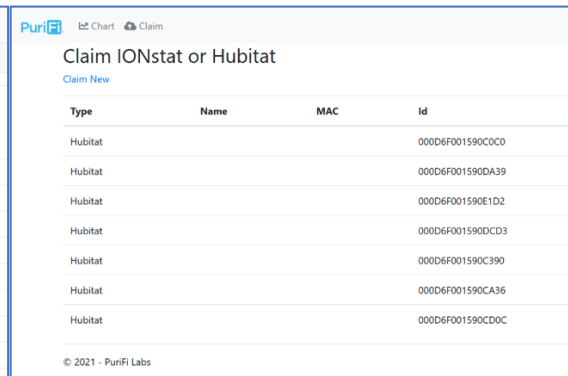 PuriFi Chart Claim
Claim IONstat or Hubitat
Claim New
Type Name MAC Id
Hubitat 000D6F001590C0C0
Hubitat 000D6F001590DA39
Hubitat 000D6F001590E1D2
Hubitat 000D6F001590DCD3
Hubitat 000D6F001590C390
Hubitat 000D6F001590CA36
Hubitat 000D6F001590CD0C
© 2021 - PuriFi Labs